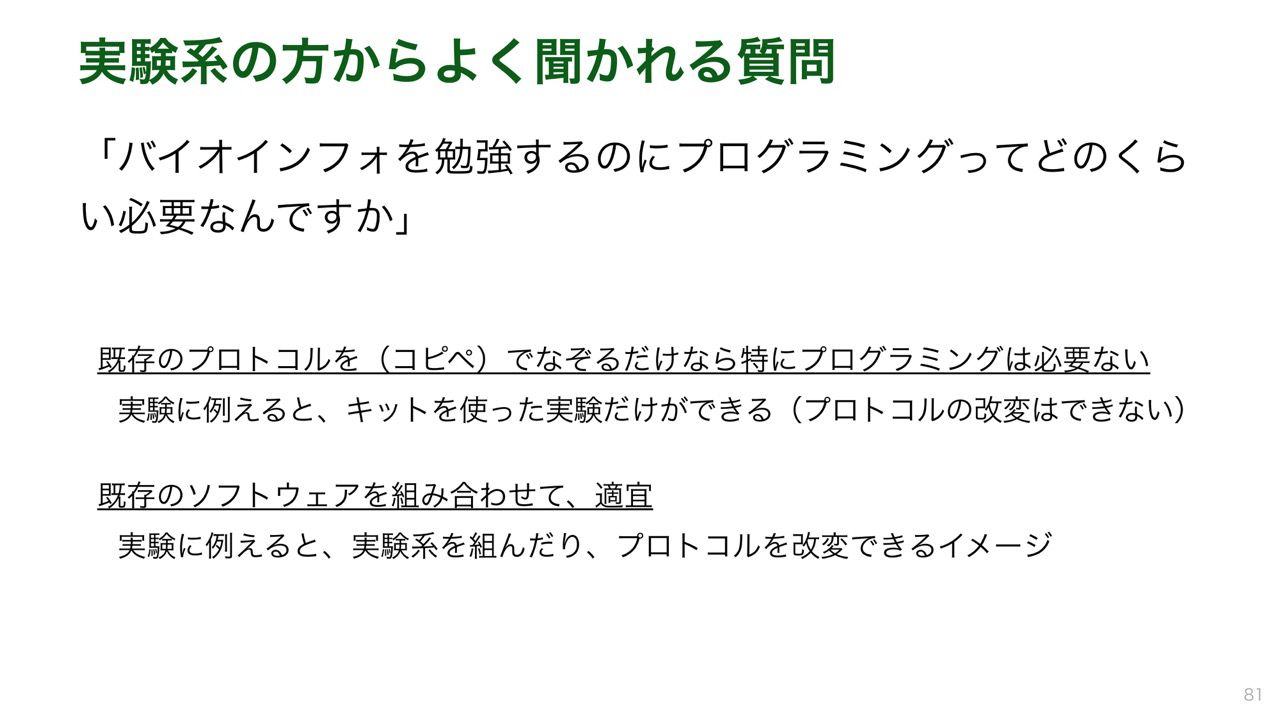 実験系の方からよく聞かれる質問
「バイオインフォを勉強するのにプログラミングってどのくら
い必要なんですか」
既存のプロトコルを（コピペ）でなぞるだけなら特にプログラミングは必要ない
実験に例えると、キットを使った実験だけができる（プロトコルの改変はできない）
既存のソフトウェアを組み合わせて、適宜
実験に例えると、実験系を組んだり、プロトコルを改変できるイメージ
81